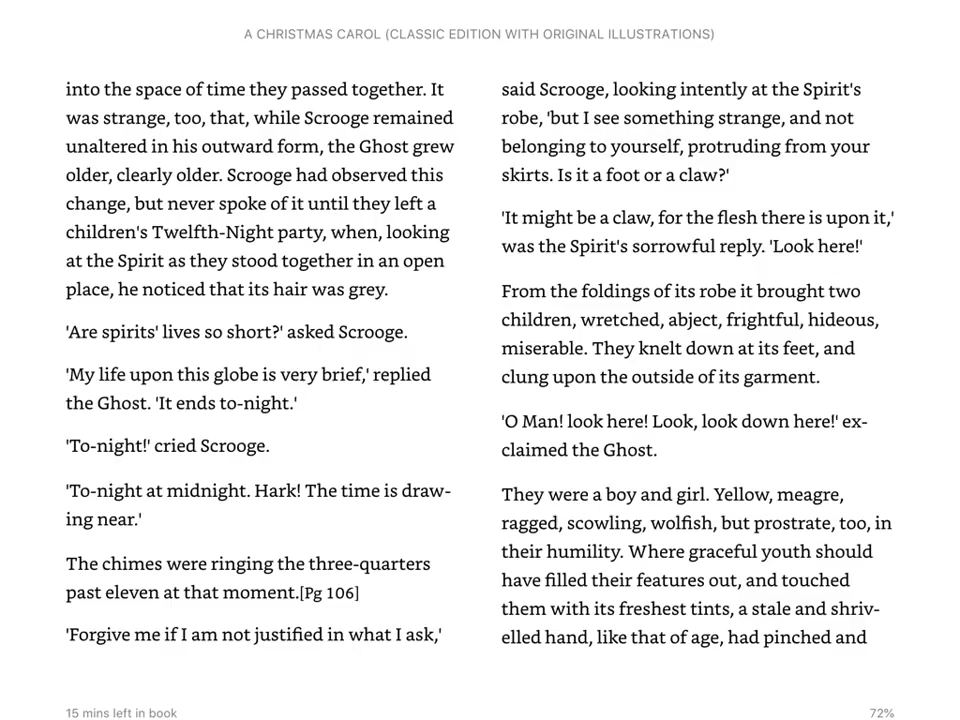 A CHRISTMAS CAROL (CLASSIC EDITION WITH ORIGINAL ILLUSTRATIONS)
into the space of time they passed together. It
was strange, too, that, while Scrooge remained
unaltered in his outward form, the Ghost grew
older, clearly older. Scrooge had observed this
change, but never spoke of it until they left a
children's Twelfth-Night party, when, looking
at the Spirit as they stood together in an open
place, he noticed that its hair was grey.
'Are spirits' lives so short?' asked Scrooge.
'My life upon this globe is very brief,' replied
the Ghost. 'It ends to-night.'
'To-night!' cried Scrooge.
'To-night at midnight. Hark! The time is draw-
ing near.'
The chimes were ringing the three-quarters
past eleven at that moment.[Pg 106]
'Forgive me if I am not justified in what I ask,'
said Scrooge, looking intently at the Spirit's
robe, 'but I see something strange, and not
belonging to yourself, protruding from your
skirts. Is it a foot or a claw?'
'It might be a claw, for the flesh there is upon it,'
was the Spirit's sorrowful reply. 'Look here!'
From the foldings of its robe it brought two
children, wretched, abject, frightful, hideous,
miserable. They knelt down at its feet, and
clung upon the outside of its garment.
'O Man! look here! Look, look down here!' ex-
claimed the Ghost.
They were a boy and girl. Yellow, meagre,
ragged, scowling, wolfish, but prostrate, too, in
their humility. Where graceful youth should
have filled their features out, and touched
them with its freshest tints, a stale and shriv-
elled hand, like that of age, had pinched and
15 mins left in book
72%